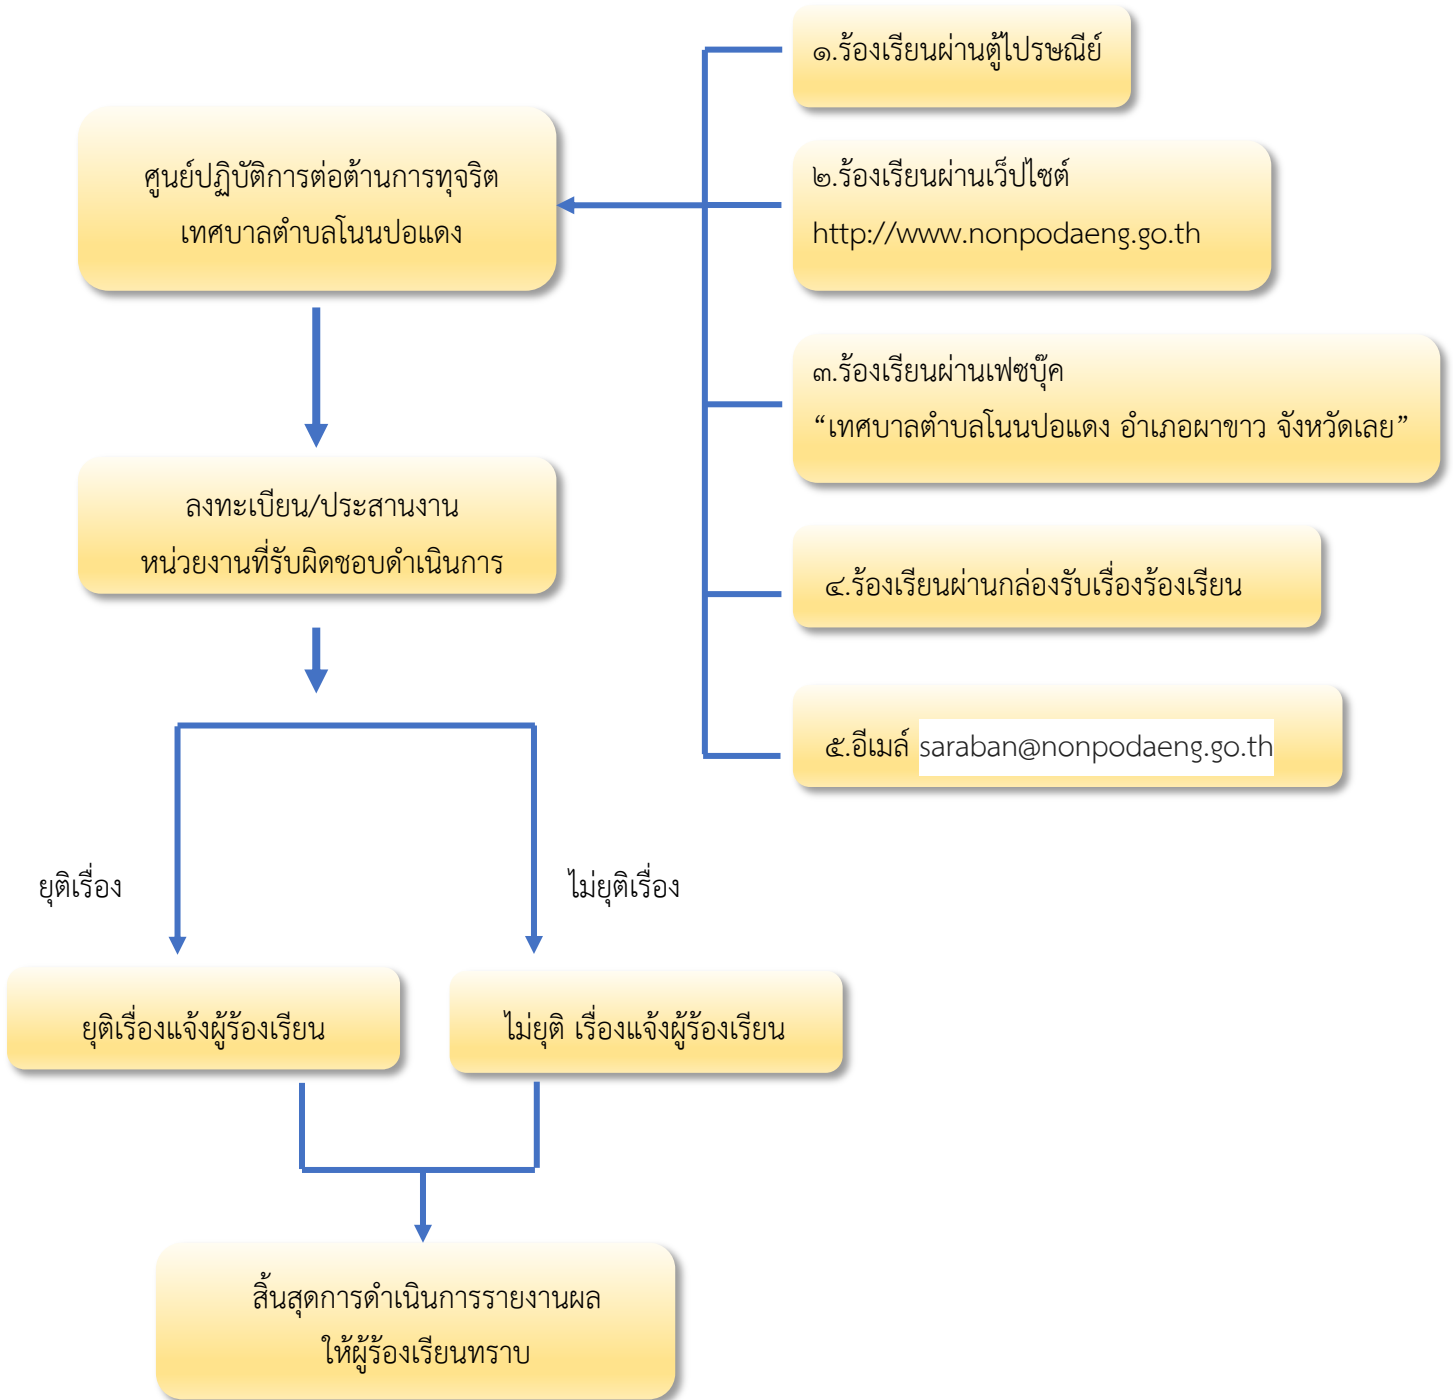 ๑.ร้องเรียนผ่านตู้ไปรษณีย์
ศูนย์ปฏิบัติการต่อต้านการทุจริต
เทศบาลตำบลโนนปอแดง
๒.ร้องเรียนผ่านเว็ปไซต์
http://www.nonpodaeng.go.th
๓.ร้องเรียนผ่านเฟซบุ๊ค
“เทศบาลตำบลโนนปอแดง อำเภอผาขาว จังหวัดเลย”
ลงทะเบียน/ประสานงาน
หน่วยงานที่รับผิดชอบดำเนินการ
๔.ร้องเรียนผ่านกล่องรับเรื่องร้องเรียน
๕.อีเมล์ saraban@nonpodaeng.go.th
ยุติเรื่อง
ไม่ยุติเรื่อง
ยุติเรื่องแจ้งผู้ร้องเรียน
ไม่ยุติ เรื่องแจ้งผู้ร้องเรียน
สิ้นสุดการดำเนินการรายงานผล
ให้ผู้ร้องเรียนทราบ